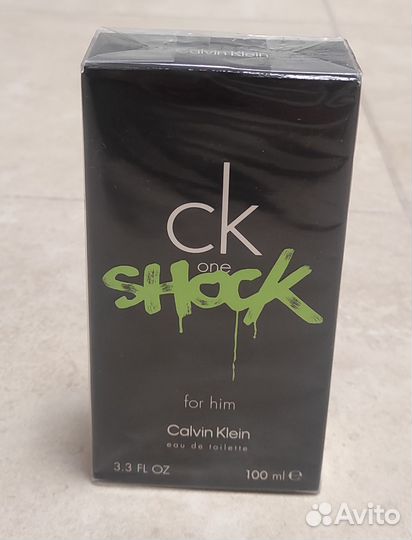 Calvin Klein
ck
one
SHOCK
for him
Calvin Klein
eau de toilette
3.3 FL OZ 100 ml ℮
Avito